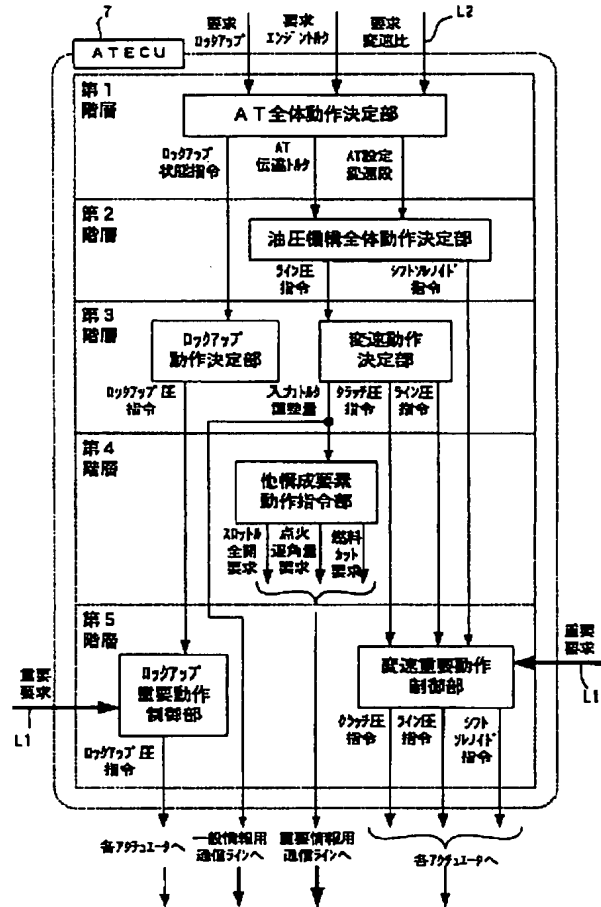 7
ATECU
要求
ロックアップ
要求
エンジントルク
要求
変速比
L2
第1
階層
AT全体動作決定部
ロックアップ
状態指令
AT
伝達トルク
AT設定
変速段
第2
階層
油圧機構全体動作決定部
ライン圧
指令
シフトソレノイド
指令
第3
階層
ロックアップ
動作決定部
変速動作
決定部
ロックアップ圧
指令
入力トルク
調整量
クラッチ圧
指令
ライン圧
指令
第4
階層
他構成要素
動作指令部
スロットル
全閉
要求
点火
遅角量
要求
燃料
カット
要求
第5
階層
重要
要求
L1
ロックアップ
重要動作
制御部
変速重要動作
制御部
重要
要求
L1
ロックアップ圧
指令
クラッチ圧
指令
ライン圧
指令
シフト
ソレノイド
指令
各アクチュエータへ
一般情報用
通信ラインへ
重要情報用
通信ラインへ
各アクチュエータへ